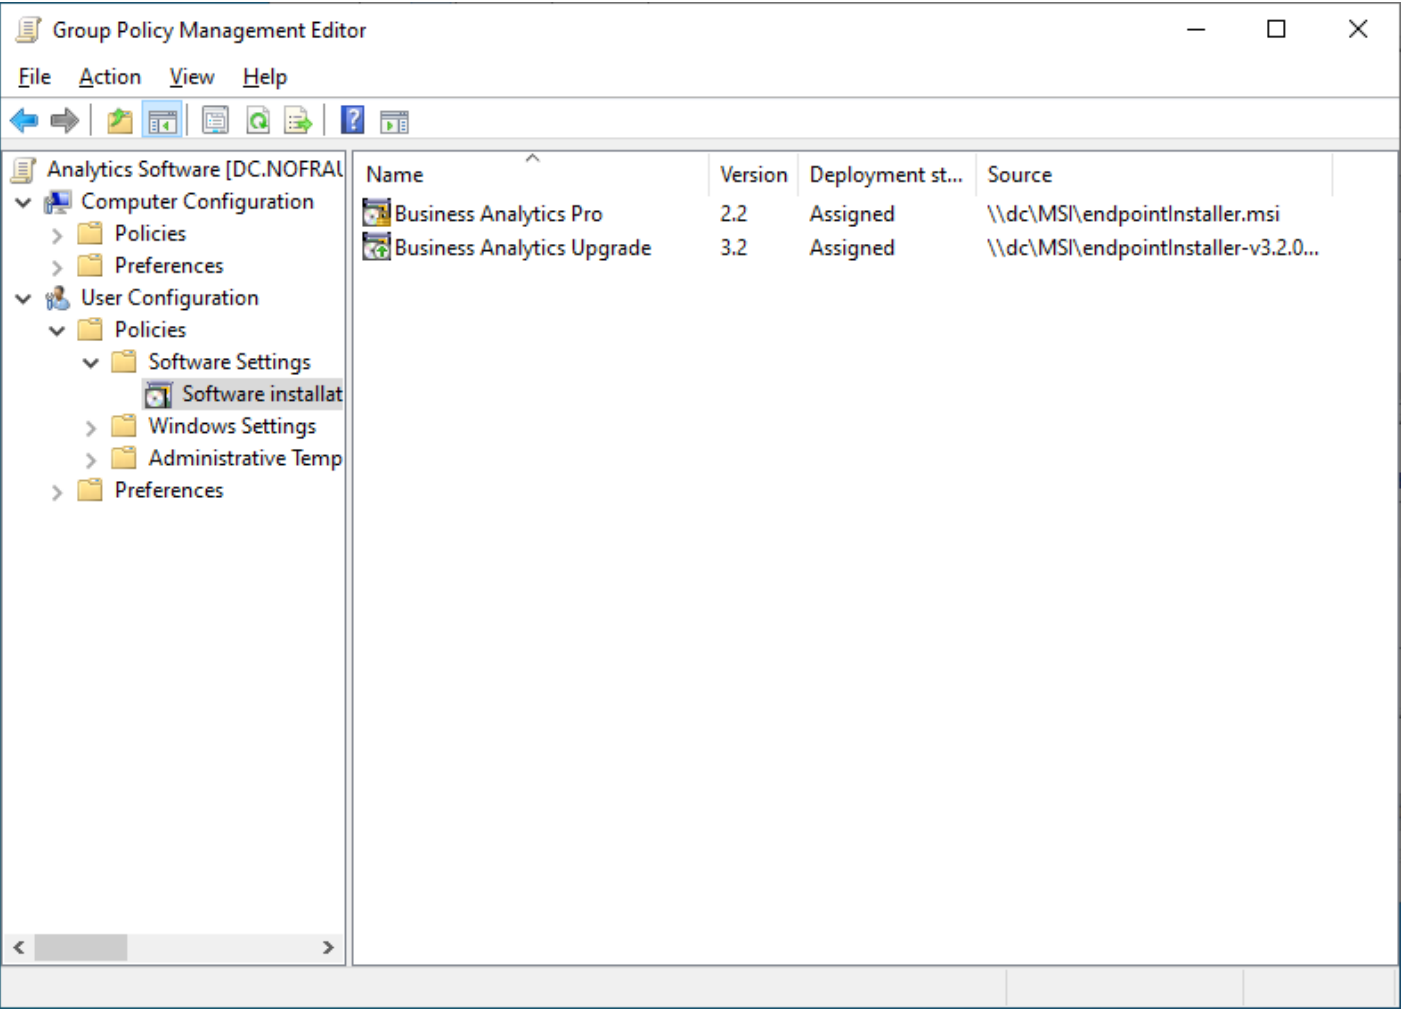 Group Policy Management Editor
File Action View Help
Analytics Software [DC.NOFRAU
Computer Configuration
Policies
Preferences
User Configuration
Policies
Software Settings
Software installat
Windows Settings
Administrative Temp
Preferences
Name Version Deployment st... Source
Business Analytics Pro 2.2 Assigned \\dc\MSI\endpointInstaller.msi
Business Analytics Upgrade 3.2 Assigned \\dc\MSI\endpointInstaller-v3.2.0...